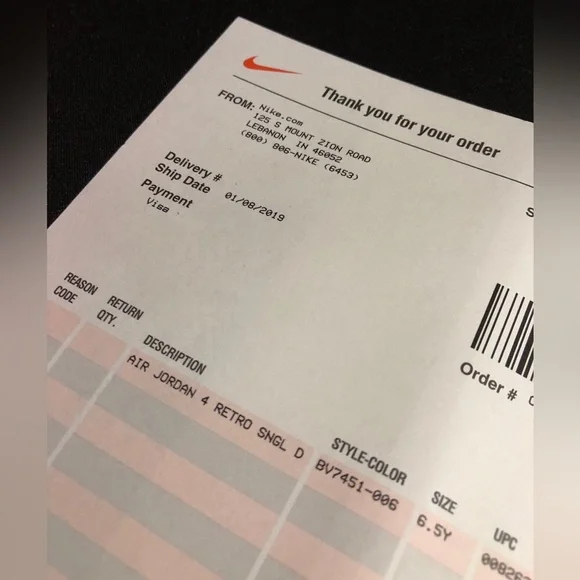 Thank you for your order
FROM: Nike.com
125 S MOUNT ZION ROAD
LEBANON IN 46052
(800) 806-NIKE (6453)
Delivery #
Ship Date 01/08/2019
Payment
Visa
Order #
REASON CODE
RETURN QTY.
DESCRIPTION
STYLE-COLOR
SIZE
UPC
AIR JORDAN 4 RETRO SNGL D BV7451-006 6.5Y